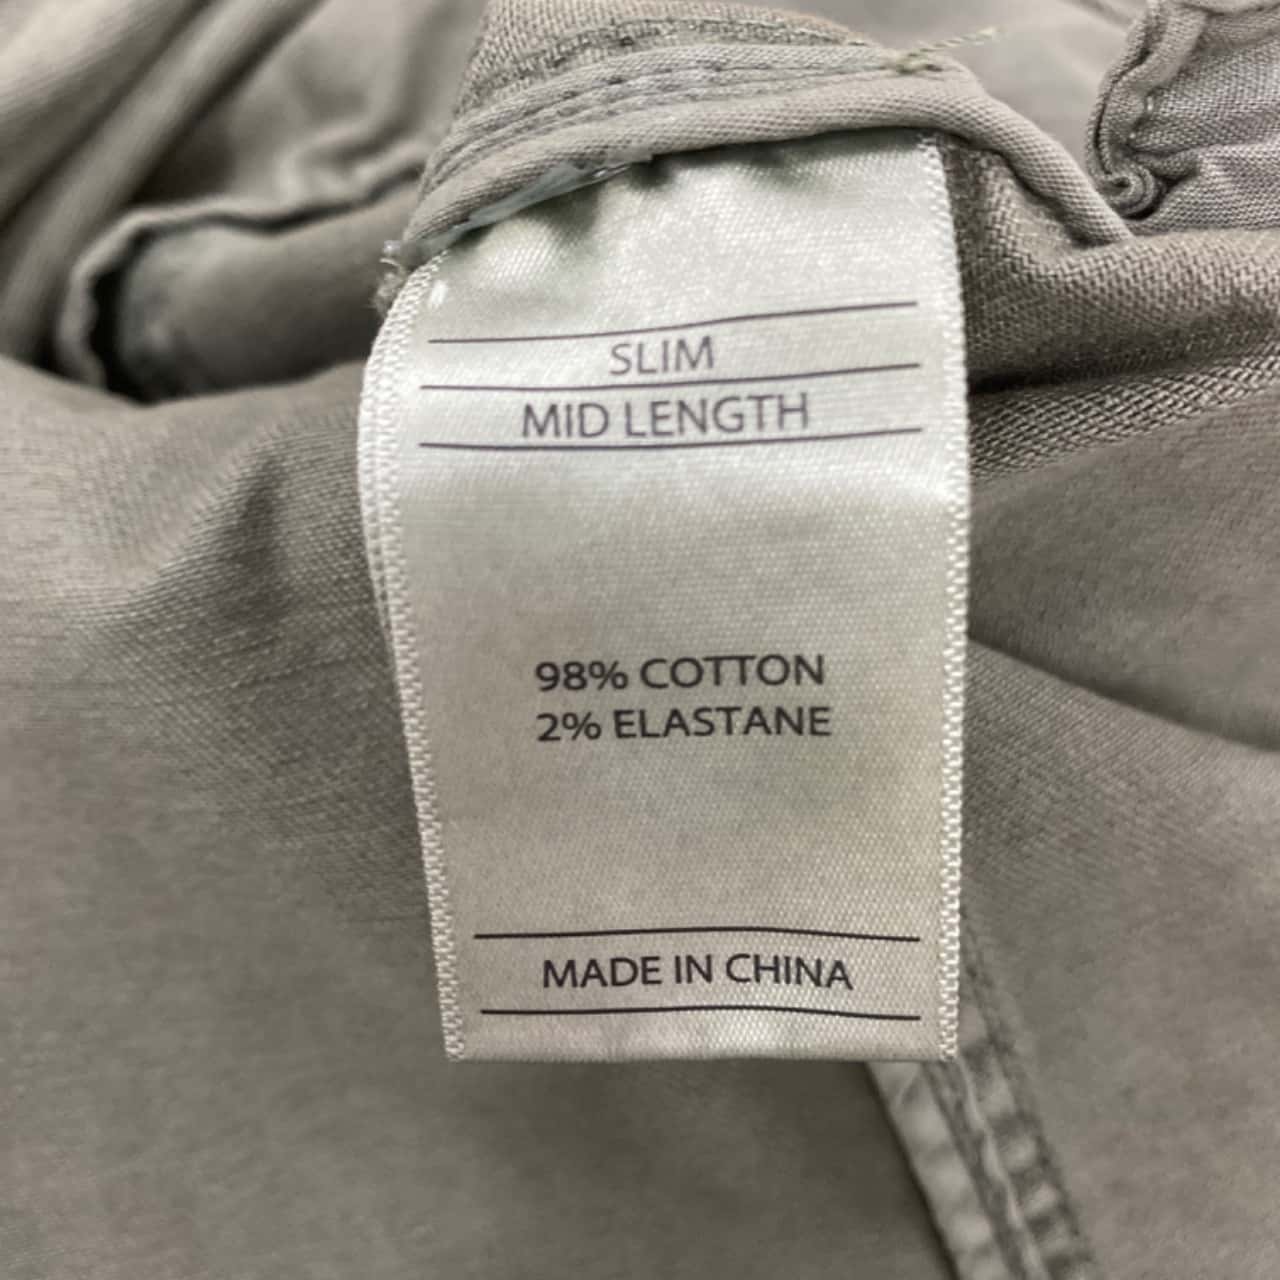 SLIM
MID LENGTH
98% COTTON
2% ELASTANE
MADE IN CHINA